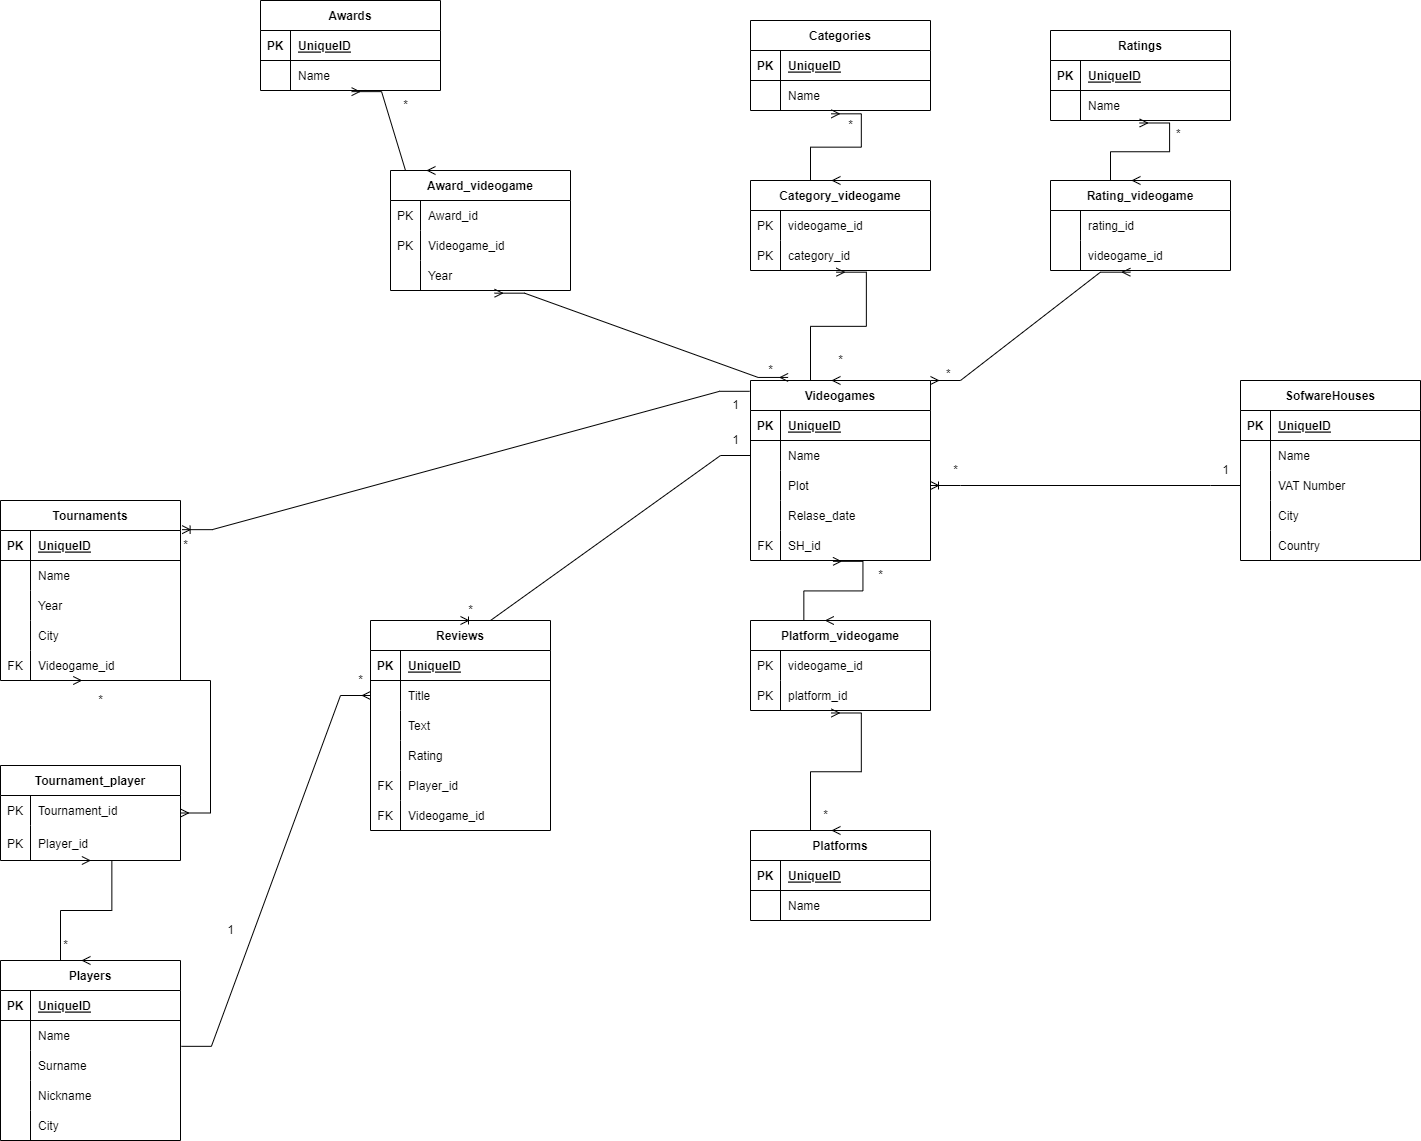 Awards
PK UniqueID
Name
*
Categories
PK UniqueID
Name
*
Ratings
PK UniqueID
Name
*
Award_videogame
PK Award_id
PK Videogame_id
Year
Category_videogame
PK videogame_id
PK category_id
Rating_videogame
rating_id
videogame_id
*
*
*
1
1
Videogames
PK UniqueID
Name
Plot
Relase_date
FK SH_id
*
1
SofwareHouses
PK UniqueID
Name
VAT Number
City
Country
Tournaments
*
PK UniqueID
Name
Year
City
FK Videogame_id
*
*
Reviews
*
PK UniqueID
Title
Text
Rating
FK Player_id
FK Videogame_id
*
Platform_videogame
PK videogame_id
PK platform_id
*
Platforms
PK UniqueID
Name
Tournament_player
PK Tournament_id
PK Player_id
1
*
Players
PK UniqueID
Name
Surname
Nickname
City